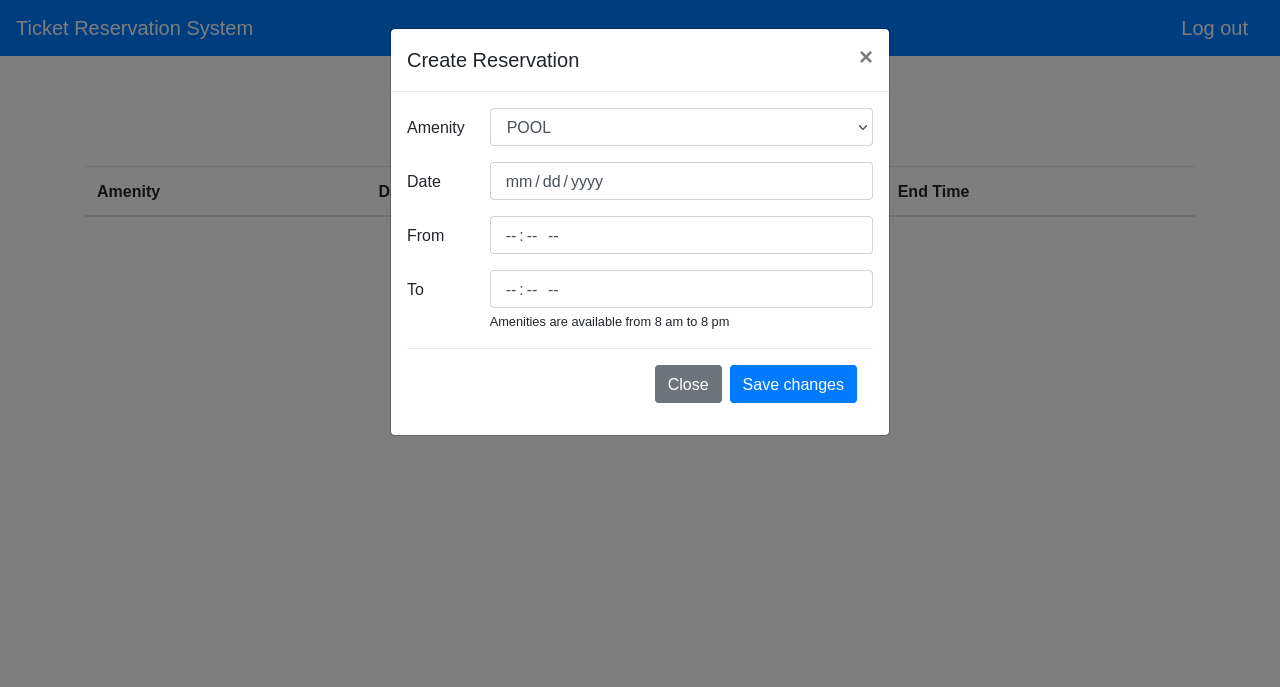 Ticket Reservation System
Log out
Create Reservation
×
Amenity
POOL
Date
mm/dd/yyyy
From
--:-- --
To
--:-- --
Amenities are available from 8 am to 8 pm
Close
Save changes
Amenity
End Time